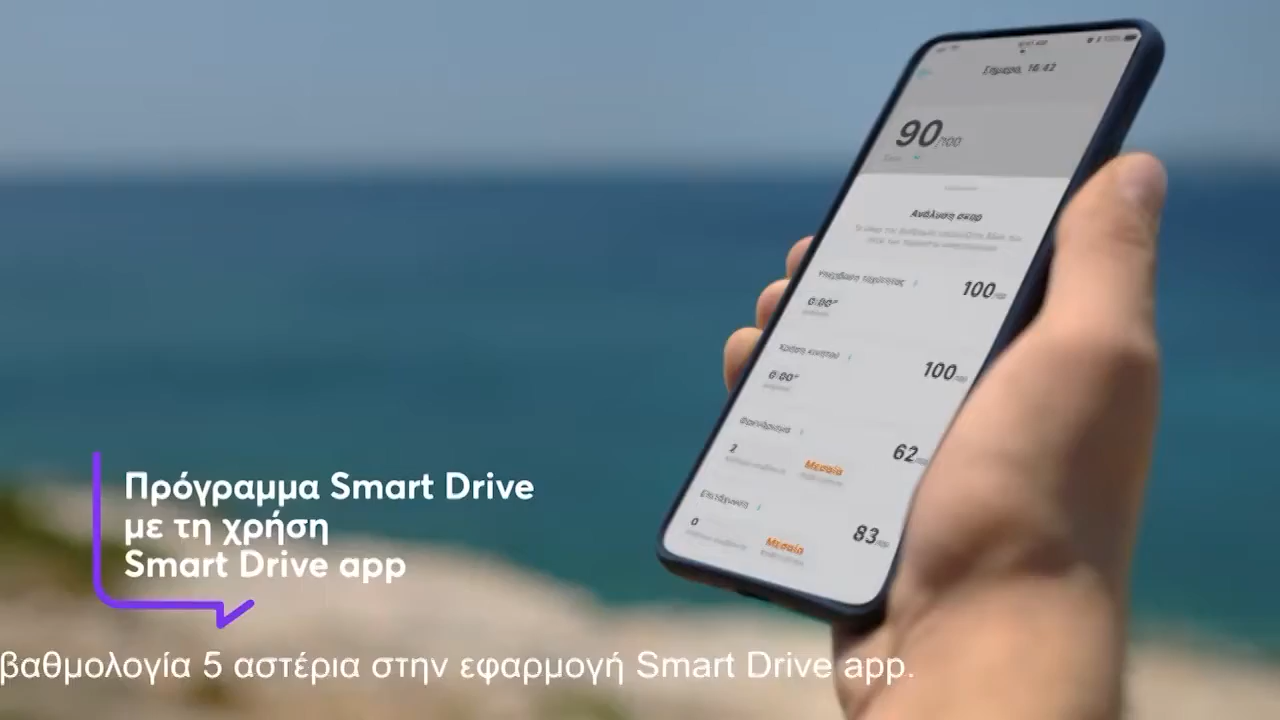 Σήμερα, 16:42
90/100
Ανάλυση σκορ
Υπέρβαση ταχύτητας
100
0:00"
Χρήση κινητού
100
0:00"
Φρενάρισμα
62
2
Μεσαία
Επιτάχυνση
83
0
Μεσαία
Πρόγραμμα Smart Drive
με τη χρήση
Smart Drive app
βαθμολογία 5 αστέρια στην εφαρμογή Smart Drive app.